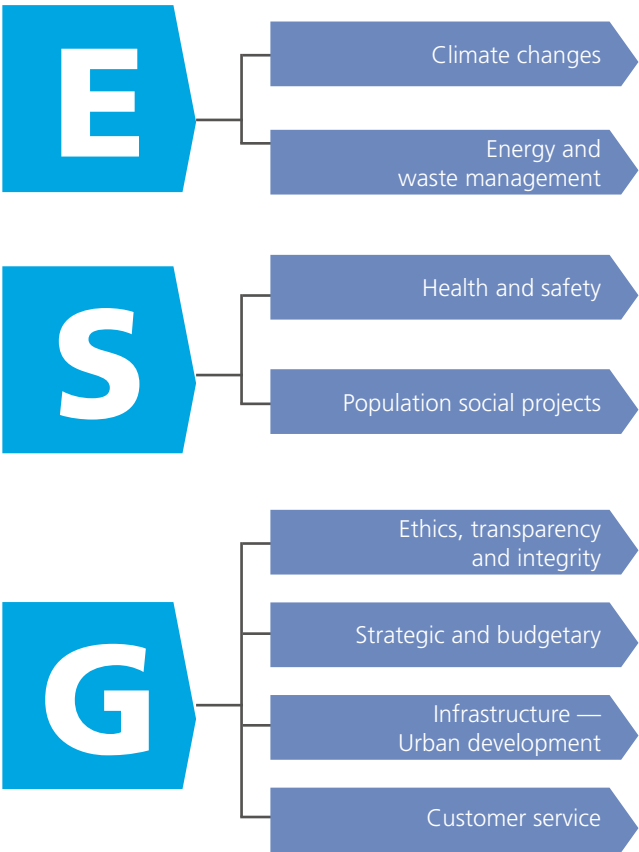 E
Climate changes
Energy and
waste management
S
Health and safety
Population social projects
G
Ethics, transparency
and integrity
Strategic and budgetary
Infrastructure —
Urban development
Customer service